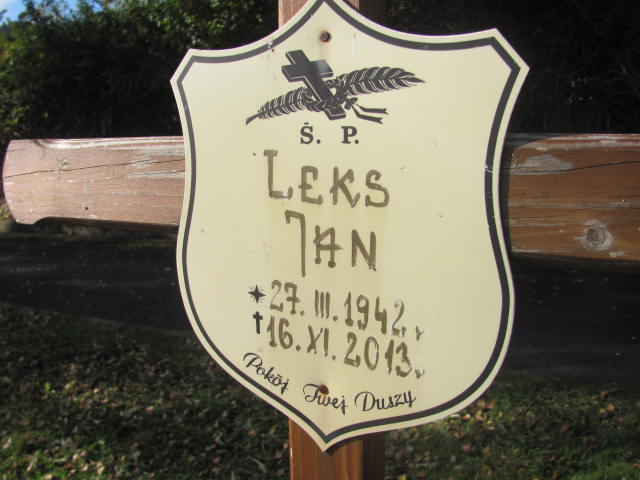 Ś. P.
LEKS
JAN
* 27. III. 1942 r.
† 16. XI. 2013 r.
Pokój Twej Duszy